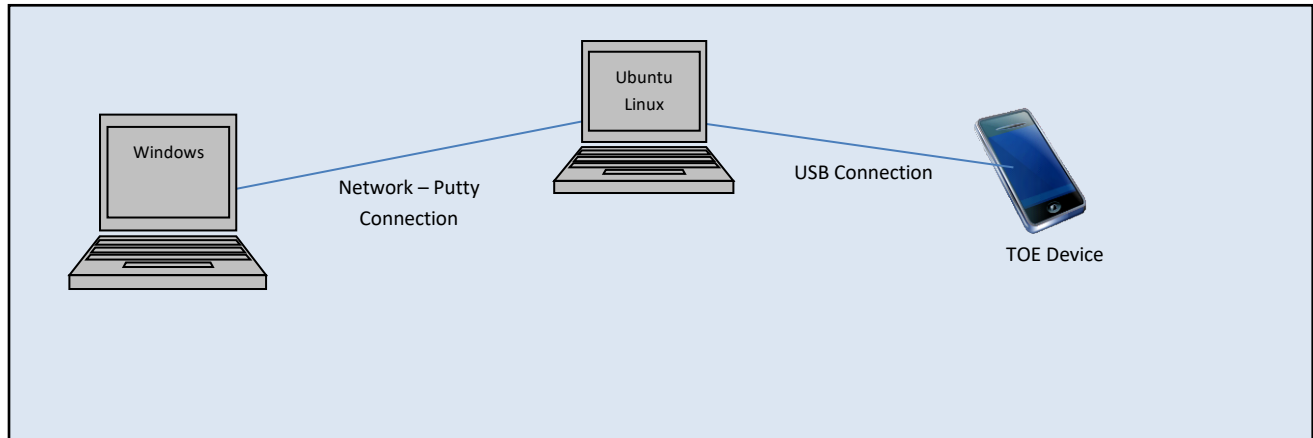 Windows
Network – Putty
Connection
Ubuntu
Linux
USB Connection
TOE Device